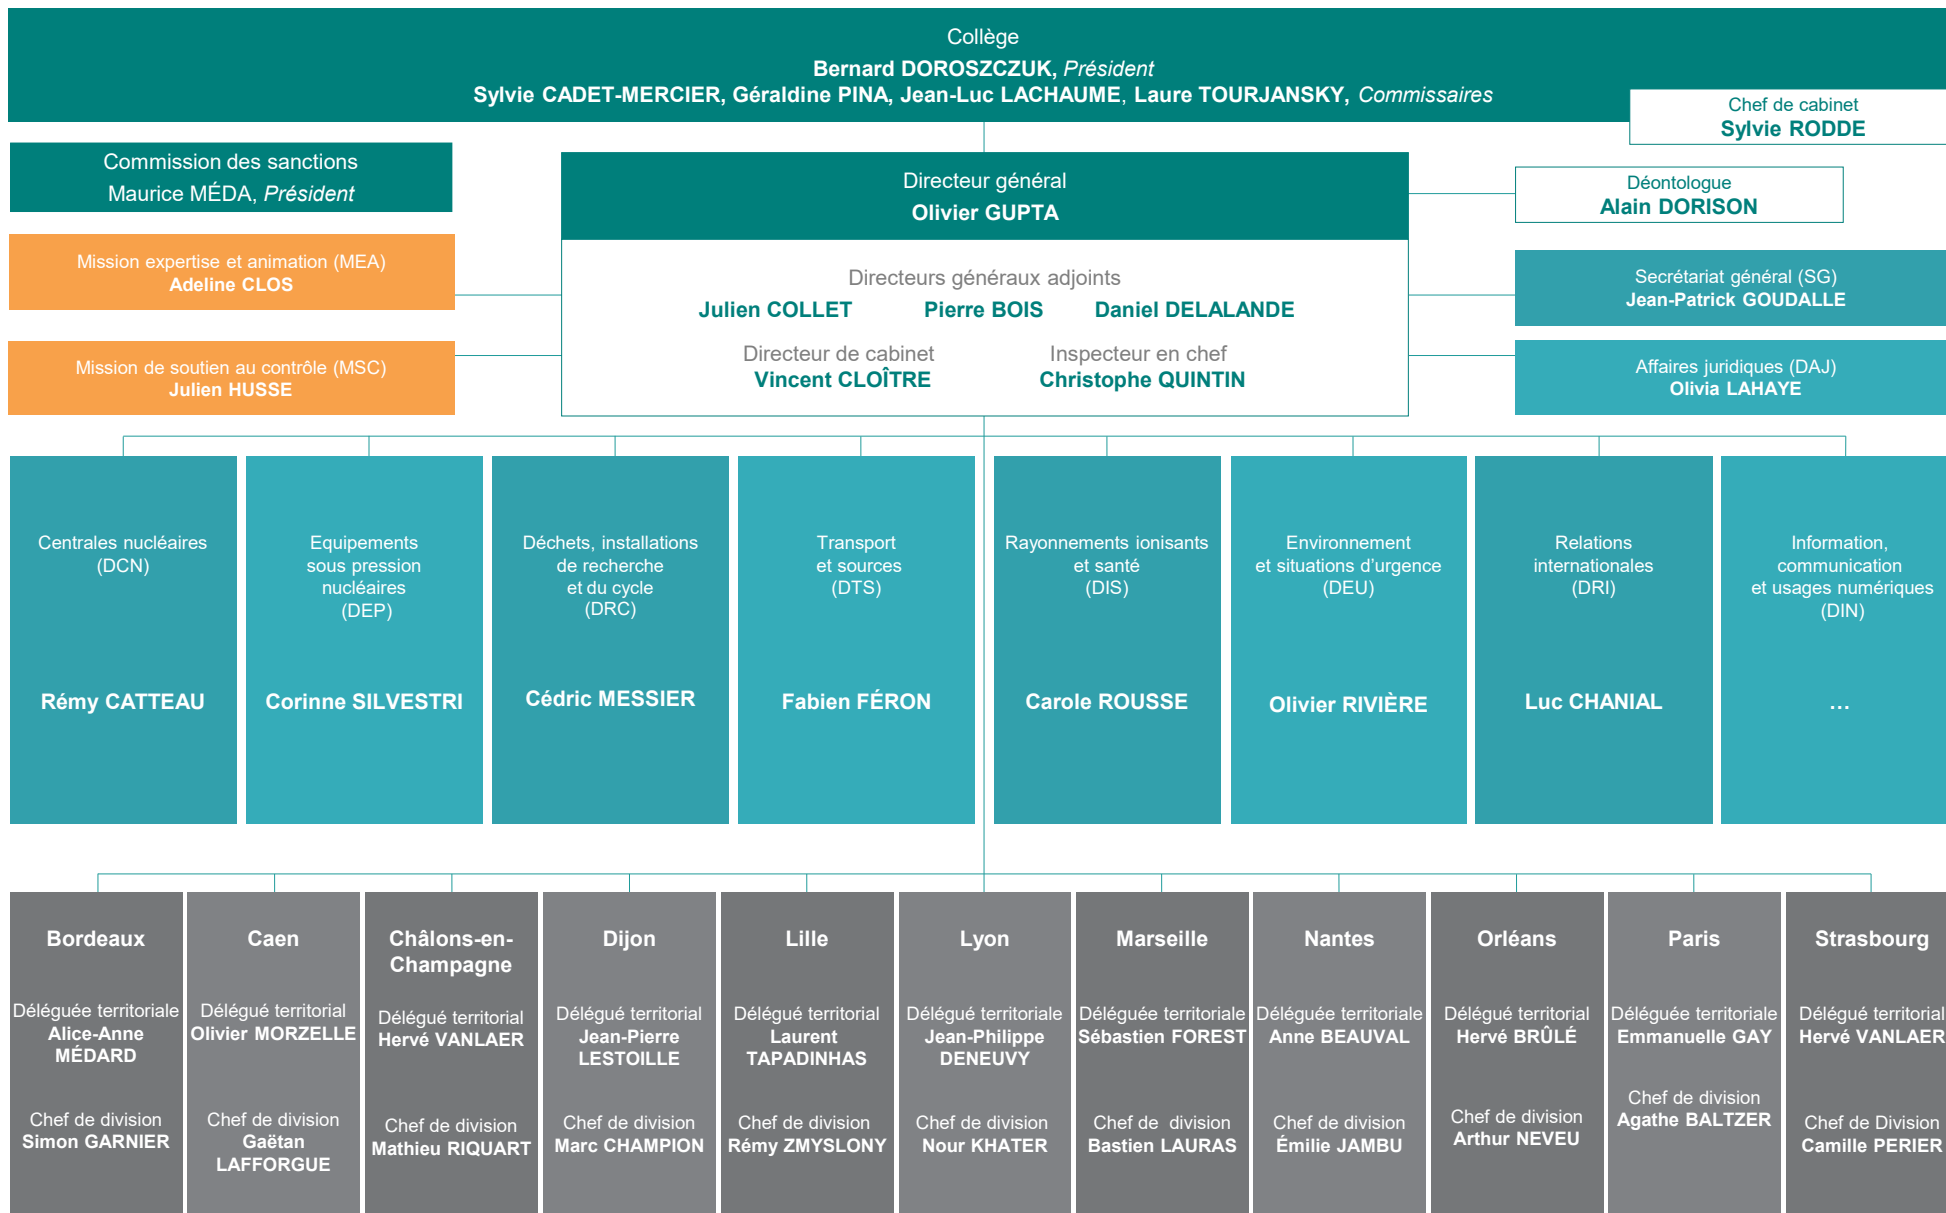 Collège
Bernard DOROSZCZUK, Président
Sylvie CADET-MERCIER, Géraldine PINA, Jean-Luc LACHAUME, Laure TOURJANSKY, Commissaires
Chef de cabinet
Sylvie RODDE
Commission des sanctions
Maurice MÉDA, Président
Directeur général
Olivier GUPTA
Déontologue
Alain DORISON
Mission expertise et animation (MEA)
Adeline CLOS
Directeurs généraux adjoints
Julien COLLET Pierre BOIS Daniel DELALANDE
Secrétariat général (SG)
Jean-Patrick GOUDALLE
Mission de soutien au contrôle (MSC)
Julien HUSSE
Directeur de cabinet
Vincent CLOÎTRE
Inspecteur en chef
Christophe QUINTIN
Affaires juridiques (DAJ)
Olivia LAHAYE
Centrales nucléaires
(DCN)
Rémy CATTEAU
Equipements
sous pression
nucléaires
(DEP)
Corinne SILVESTRI
Déchets, installations
de recherche
et du cycle
(DRC)
Cédric MESSIER
Transport
et sources
(DTS)
Fabien FÉRON
Rayonnements ionisants
et santé
(DIS)
Carole ROUSSE
Environnement
et situations d'urgence
(DEU)
Olivier RIVIÈRE
Relations
internationales
(DRI)
Luc CHANIAL
Information,
communication
et usages numériques
(DIN)
…
Bordeaux
Déléguée territoriale
Alice-Anne
MÉDARD
Chef de division
Simon GARNIER
Caen
Délégué territorial
Olivier MORZELLE
Chef de division
Gaëtan
LAFFORGUE
Châlons-en-
Champagne
Délégué territorial
Hervé VANLAER
Chef de division
Mathieu RIQUART
Dijon
Délégué territorial
Jean-Pierre
LESTOILLE
Chef de division
Marc CHAMPION
Lille
Délégué territorial
Laurent
TAPADINHAS
Chef de division
Rémy ZMYSLONY
Lyon
Délégué territoriale
Jean-Philippe
DENEUVY
Chef de division
Nour KHATER
Marseille
Déléguée territoriale
Sébastien FOREST
Chef de division
Bastien LAURAS
Nantes
Déléguée territoriale
Anne BEAUVAL
Chef de division
Émilie JAMBU
Orléans
Délégué territorial
Hervé BRÛLÉ
Chef de division
Arthur NEVEU
Paris
Déléguée territoriale
Emmanuelle GAY
Chef de division
Agathe BALTZER
Strasbourg
Délégué territorial
Hervé VANLAER
Chef de Division
Camille PERIER